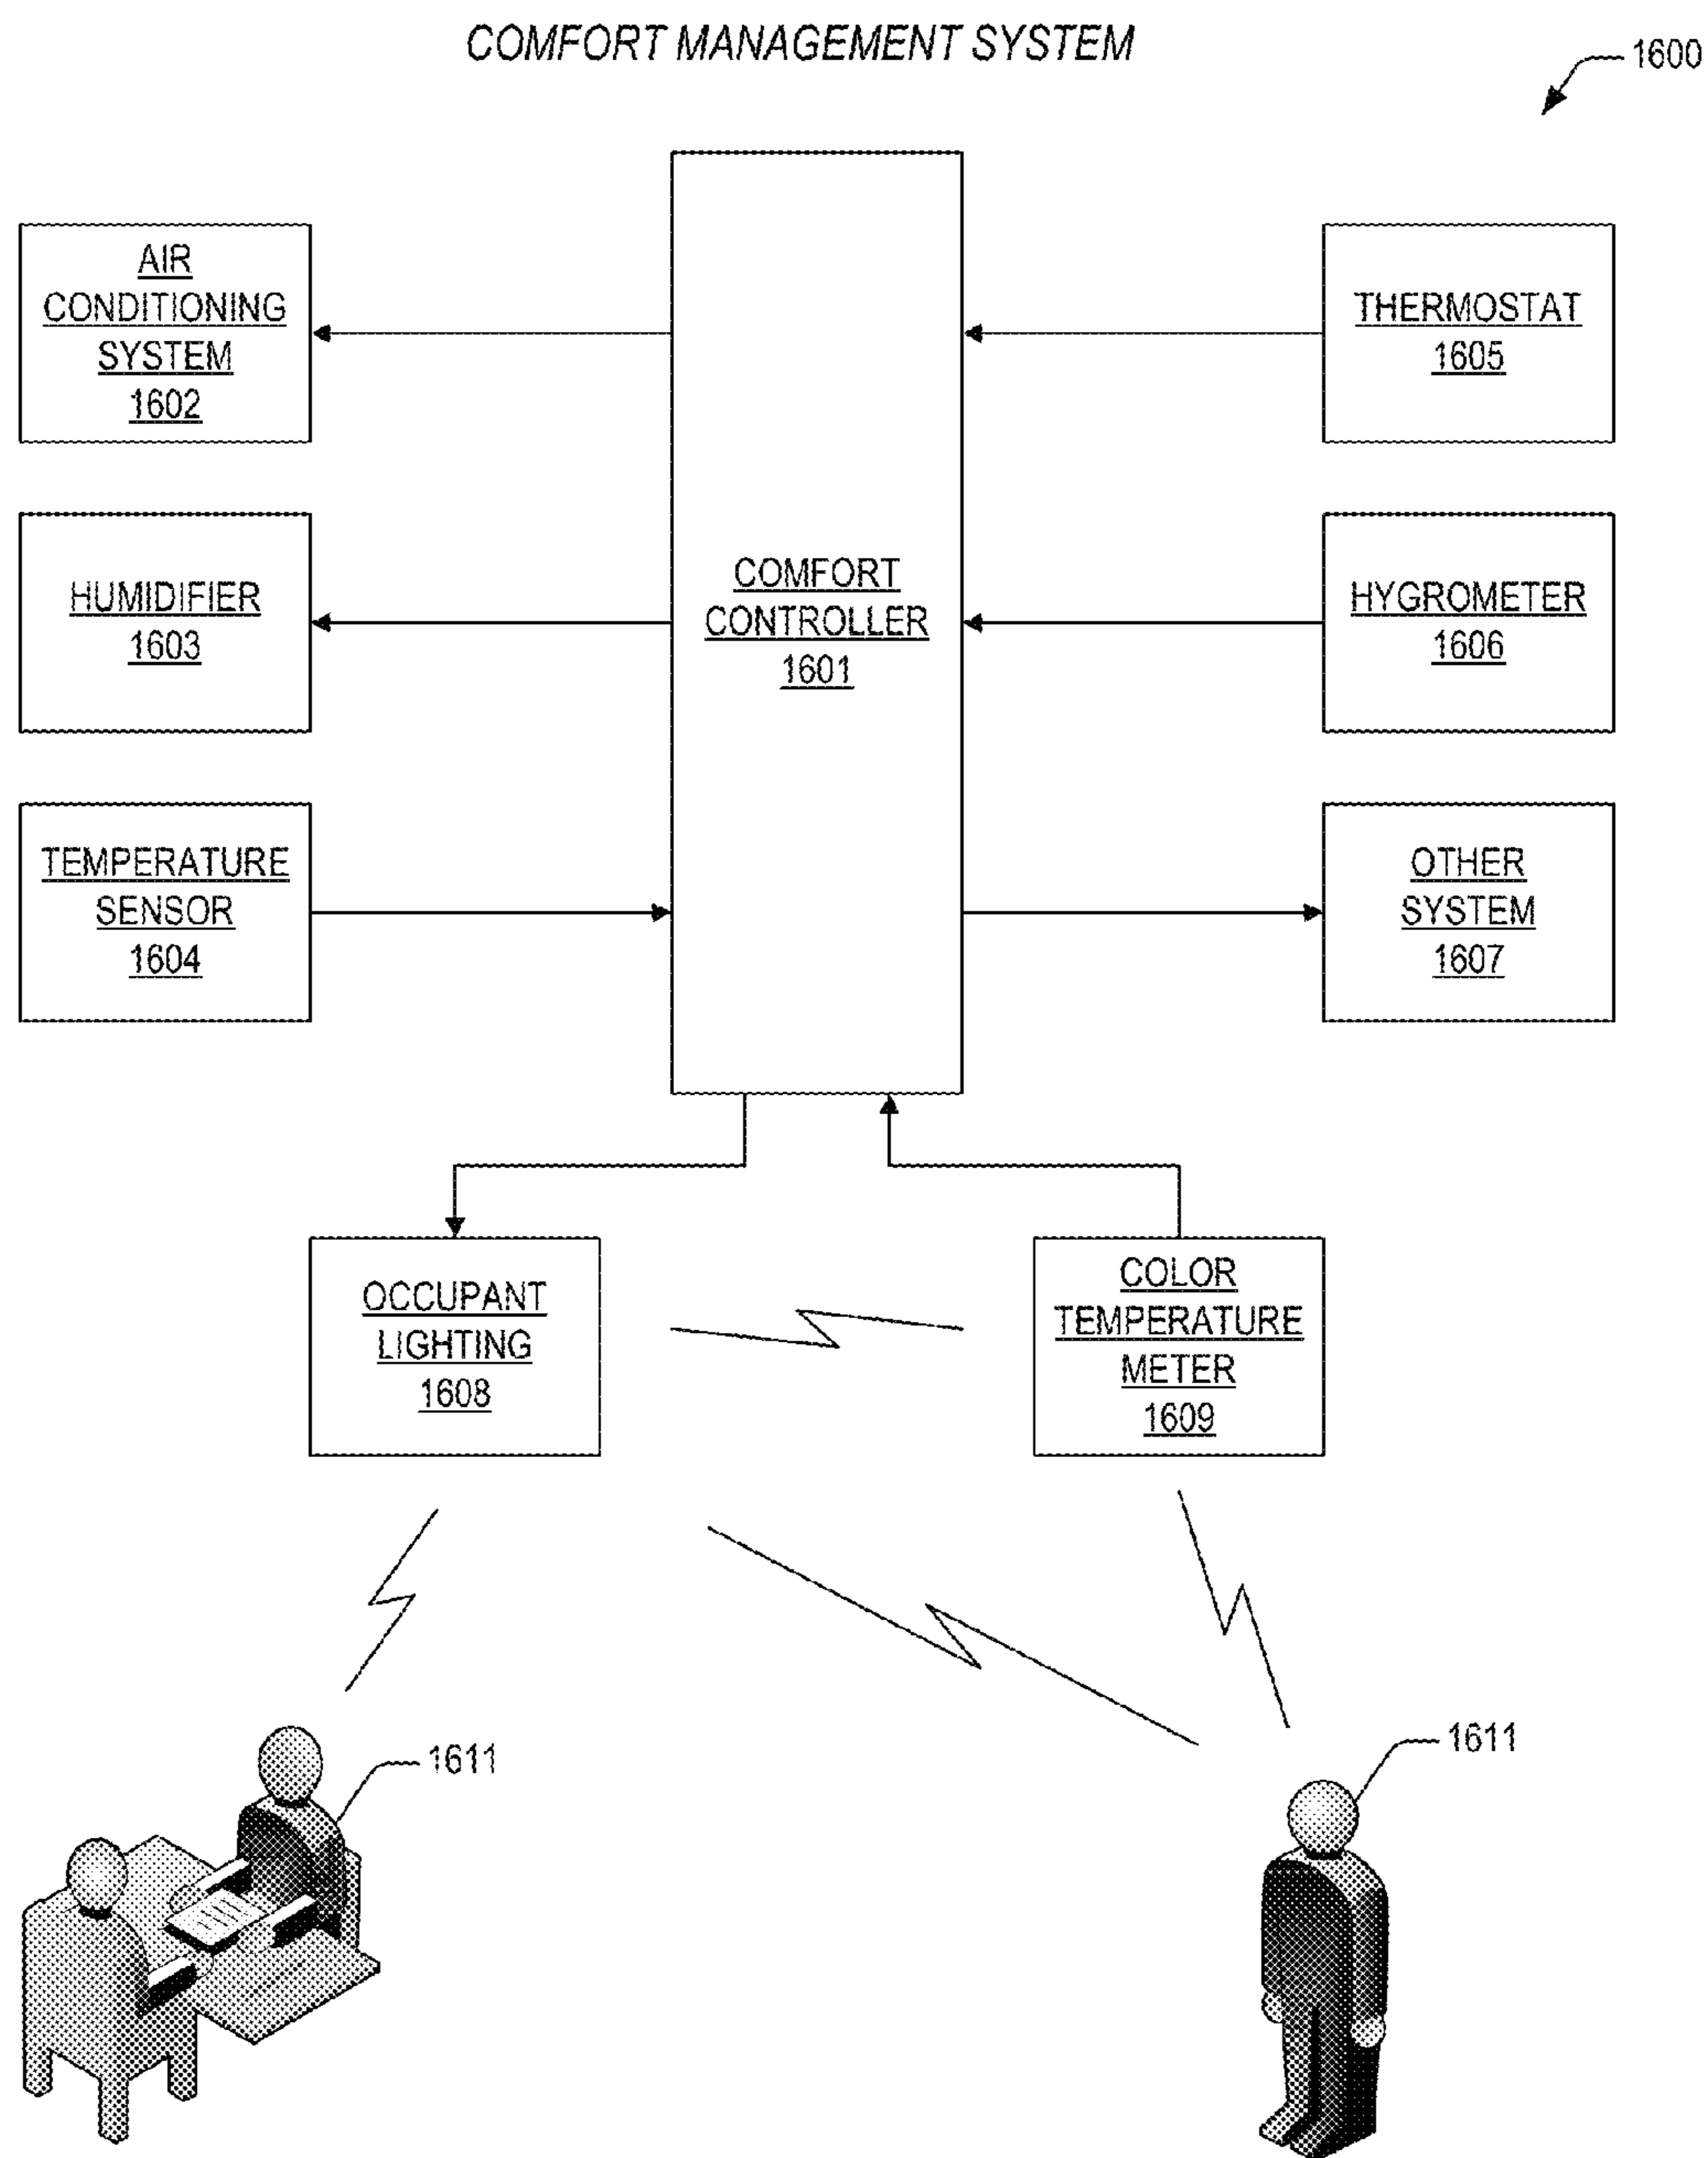 COMFORT MANAGEMENT SYSTEM
1600
AIR
CONDITIONING
SYSTEM
1602
THERMOSTAT
1605
HUMIDIFIER
1603
COMFORT
CONTROLLER
1601
HYGROMETER
1606
TEMPERATURE
SENSOR
1604
OTHER
SYSTEM
1607
OCCUPANT
LIGHTING
1608
COLOR
TEMPERATURE
METER
1609
1611
1611